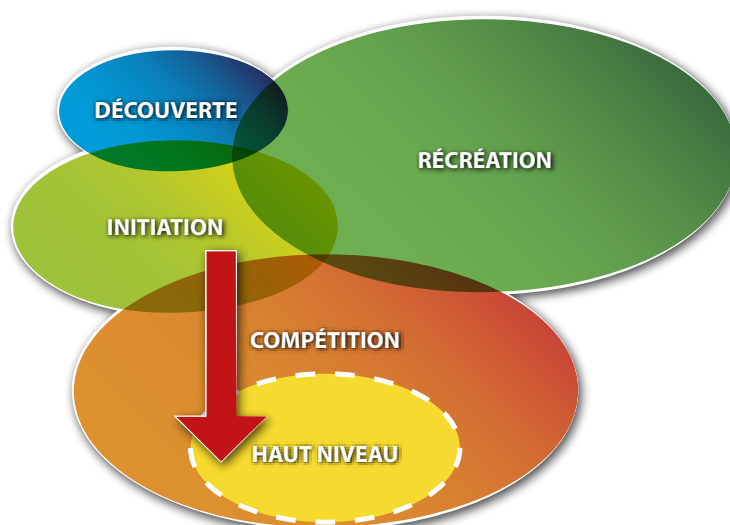 DÉCOUVERTE
RÉCRÉATION
INITIATION
COMPÉTITION
HAUT NIVEAU